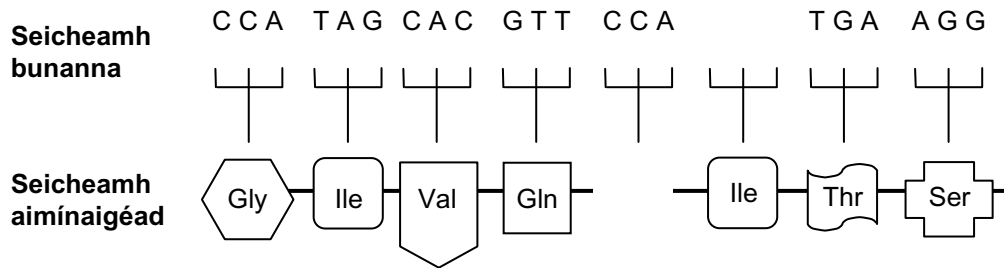 Seicheamh
bunanna
C C A T A G C A C G T T C C A T G A A G G
Seicheamh
aimínaigéad
Gly Ile Val Gln Ile Thr Ser